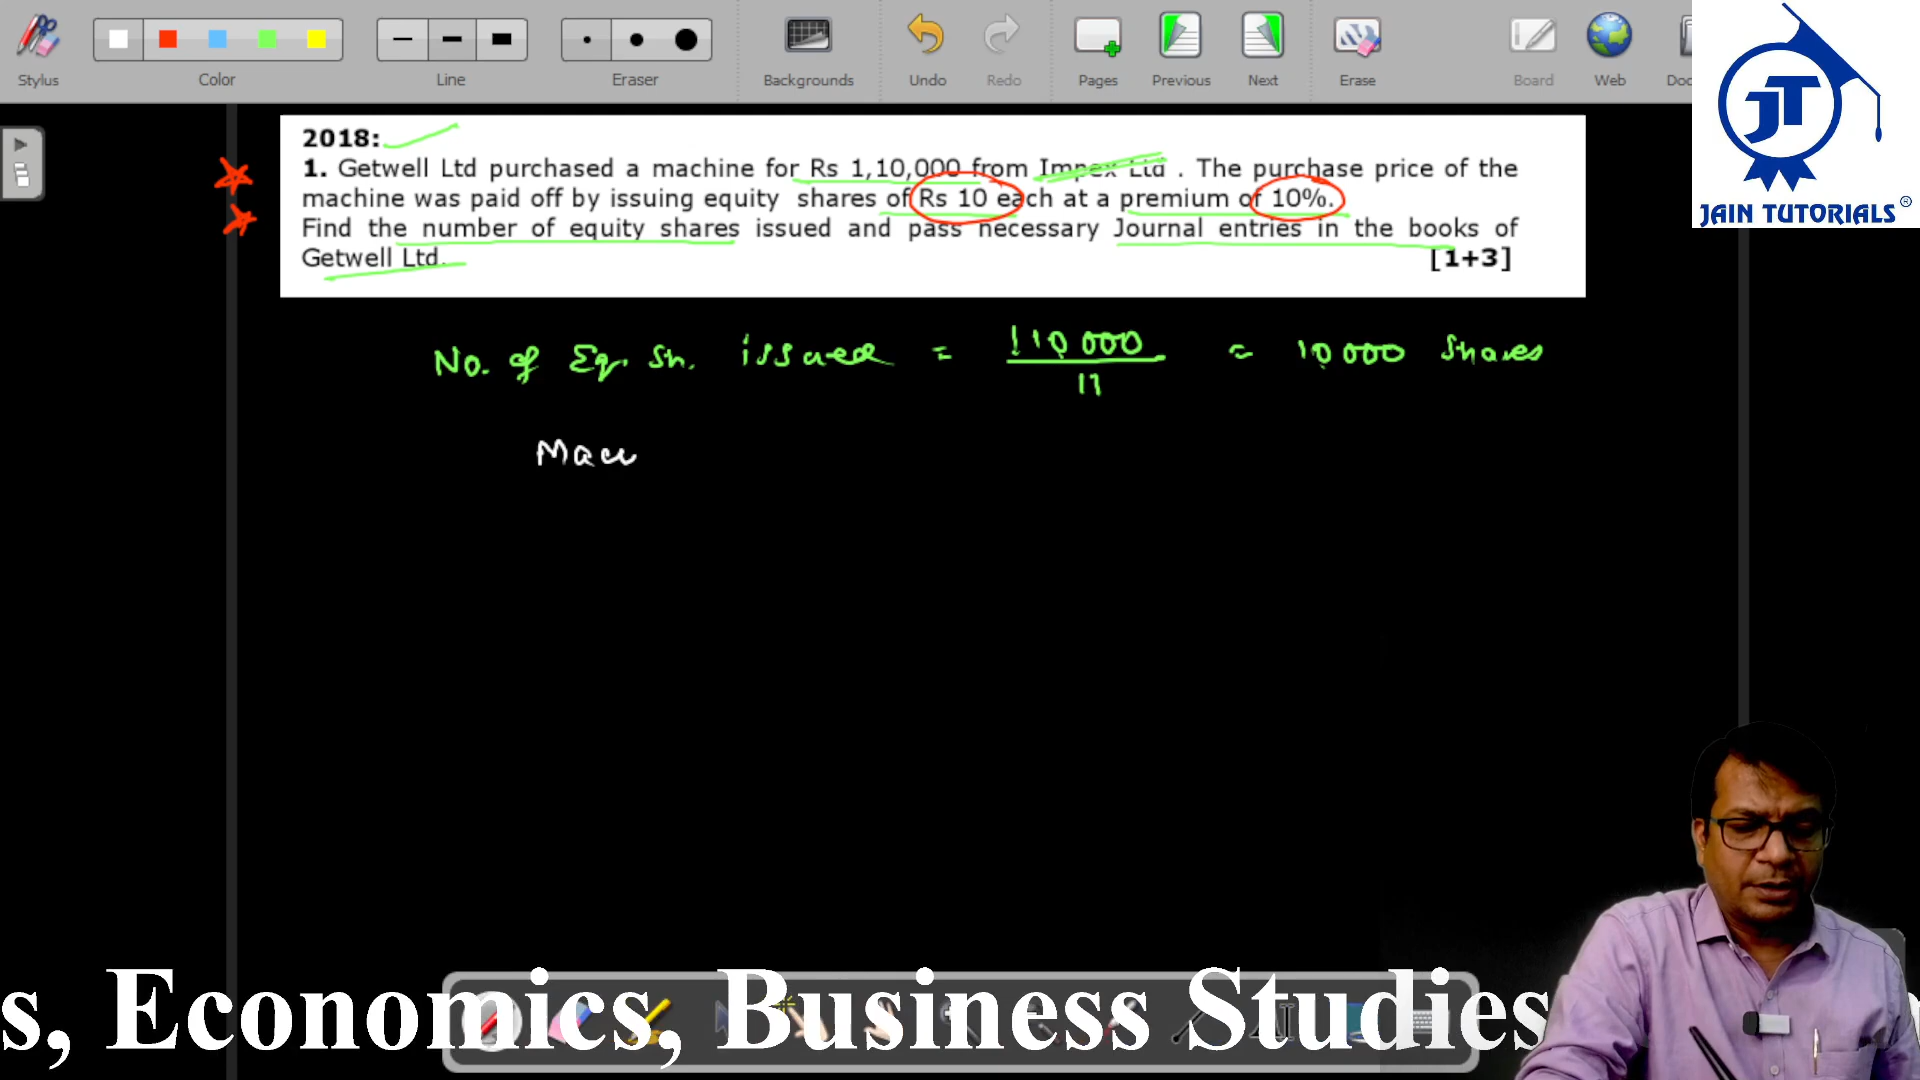 Stylus Color Line Eraser Backgrounds Undo Redo Pages Previous Next Erase Board Web
JT
JAIN TUTORIALS®
2018:
1. Getwell Ltd purchased a machine for Rs 1,10,000 from Impex Ltd . The purchase price of the
machine was paid off by issuing equity shares of Rs 10 each at a premium of 10%.
Find the number of equity shares issued and pass necessary Journal entries in the books of
Getwell Ltd.
[1+3]
No. of Eq. Sh. issued = 110000 / 11 = 10000 Shares
s, Economics, Business Studies